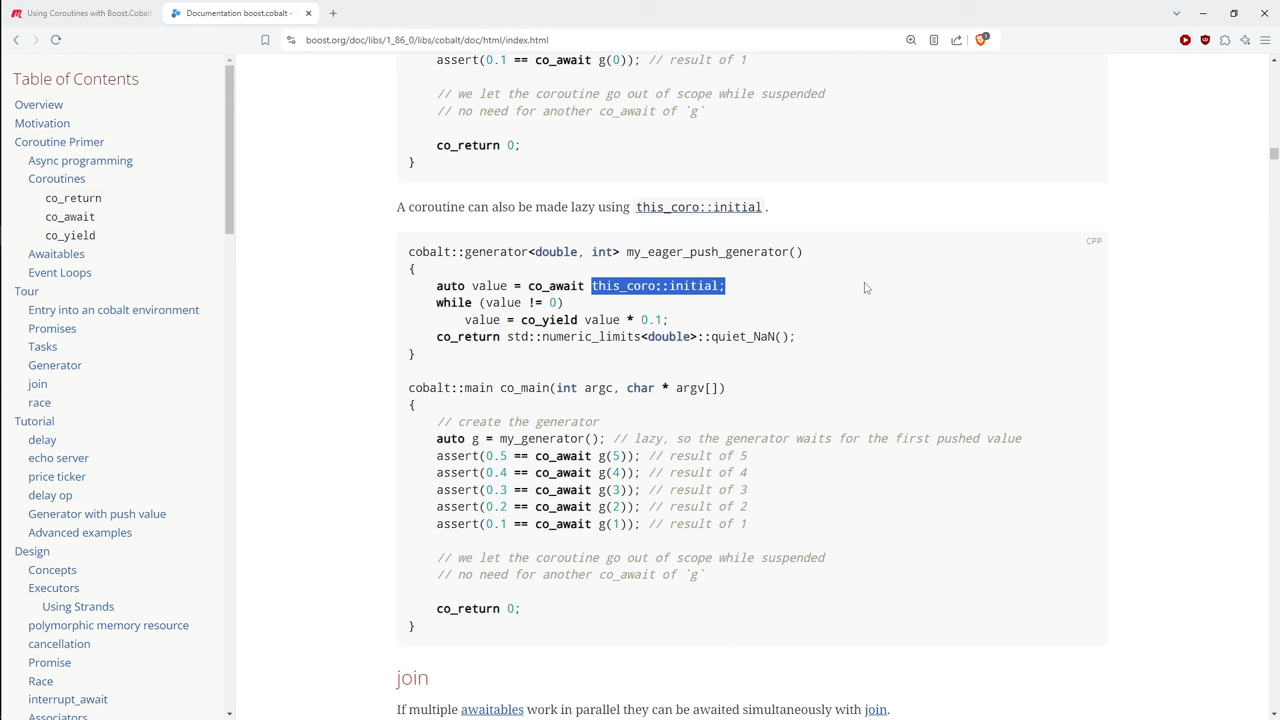 Using Coroutines with Boost.Cobalt
Documentation boost.cobalt -
boost.org/doc/libs/1_86_0/libs/cobalt/doc/html/index.html
Table of Contents
Overview
Motivation
Coroutine Primer
Async programming
Coroutines
co_return
co_await
co_yield
Awaitables
Event Loops
Tour
Entry into an cobalt environment
Promises
Tasks
Generator
join
race
Tutorial
delay
echo server
price ticker
delay op
Generator with push value
Advanced examples
Design
Concepts
Executors
Using Strands
polymorphic memory resource
cancellation
Promise
Race
interrupt_await
Associators
assert(0.1 == co_await g(0)); // result of 1
// we let the coroutine go out of scope while suspended
// no need for another co_await of `g`
co_return 0;
}
A coroutine can also be made lazy using this_coro::initial.
CPP
cobalt::generator<double, int> my_eager_push_generator()
{
auto value = co_await this_coro::initial;
while (value != 0)
value = co_yield value * 0.1;
co_return std::numeric_limits<double>::quiet_NaN();
}
cobalt::main co_main(int argc, char * argv[])
{
// create the generator
auto g = my_generator(); // lazy, so the generator waits for the first pushed value
assert(0.5 == co_await g(5)); // result of 5
assert(0.4 == co_await g(4)); // result of 4
assert(0.3 == co_await g(3)); // result of 3
assert(0.2 == co_await g(2)); // result of 2
assert(0.1 == co_await g(1)); // result of 1
// we let the coroutine go out of scope while suspended
// no need for another co_await of `g`
co_return 0;
}
join
If multiple awaitables work in parallel they can be awaited simultaneously with join.